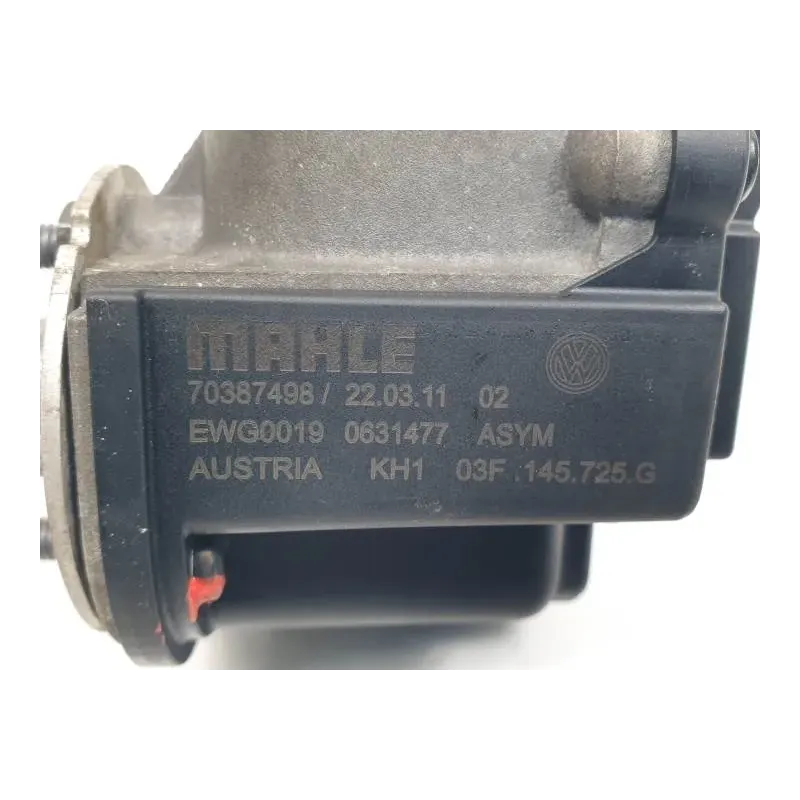 MAHLE
70387498/ 22.03.11 02
EWG0019 0631477 ASYM
AUSTRIA KH1 03F.145.725.G